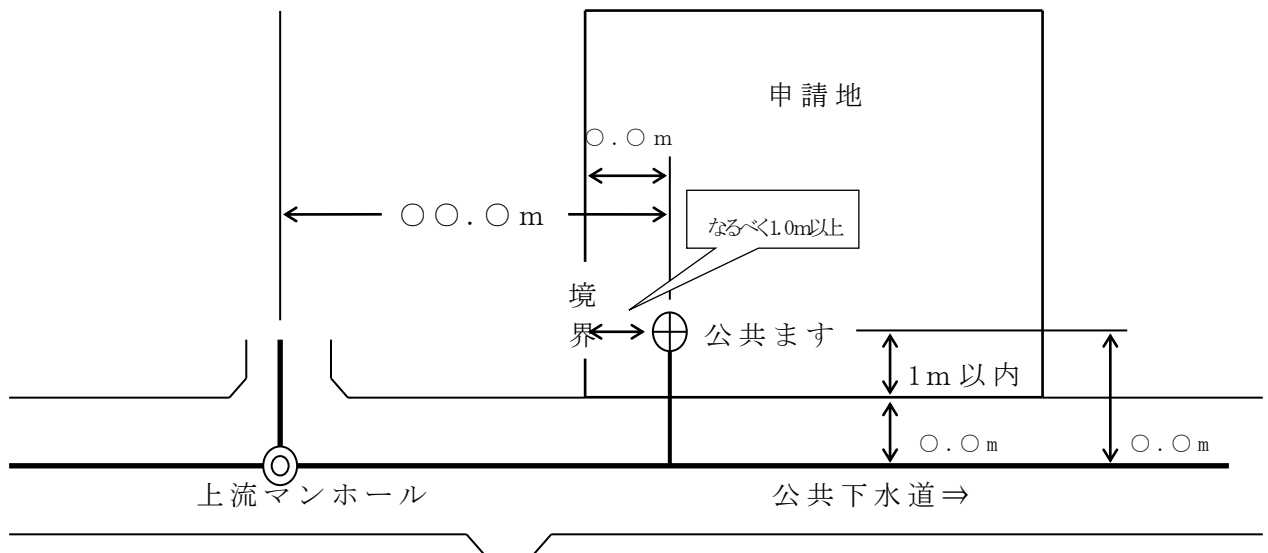 申請地
○.○m
○○.○m
なるべく1.0m以上
境界
公共ます
1m以内
○.○m
○.○m
上流マンホール
公共下水道⇒